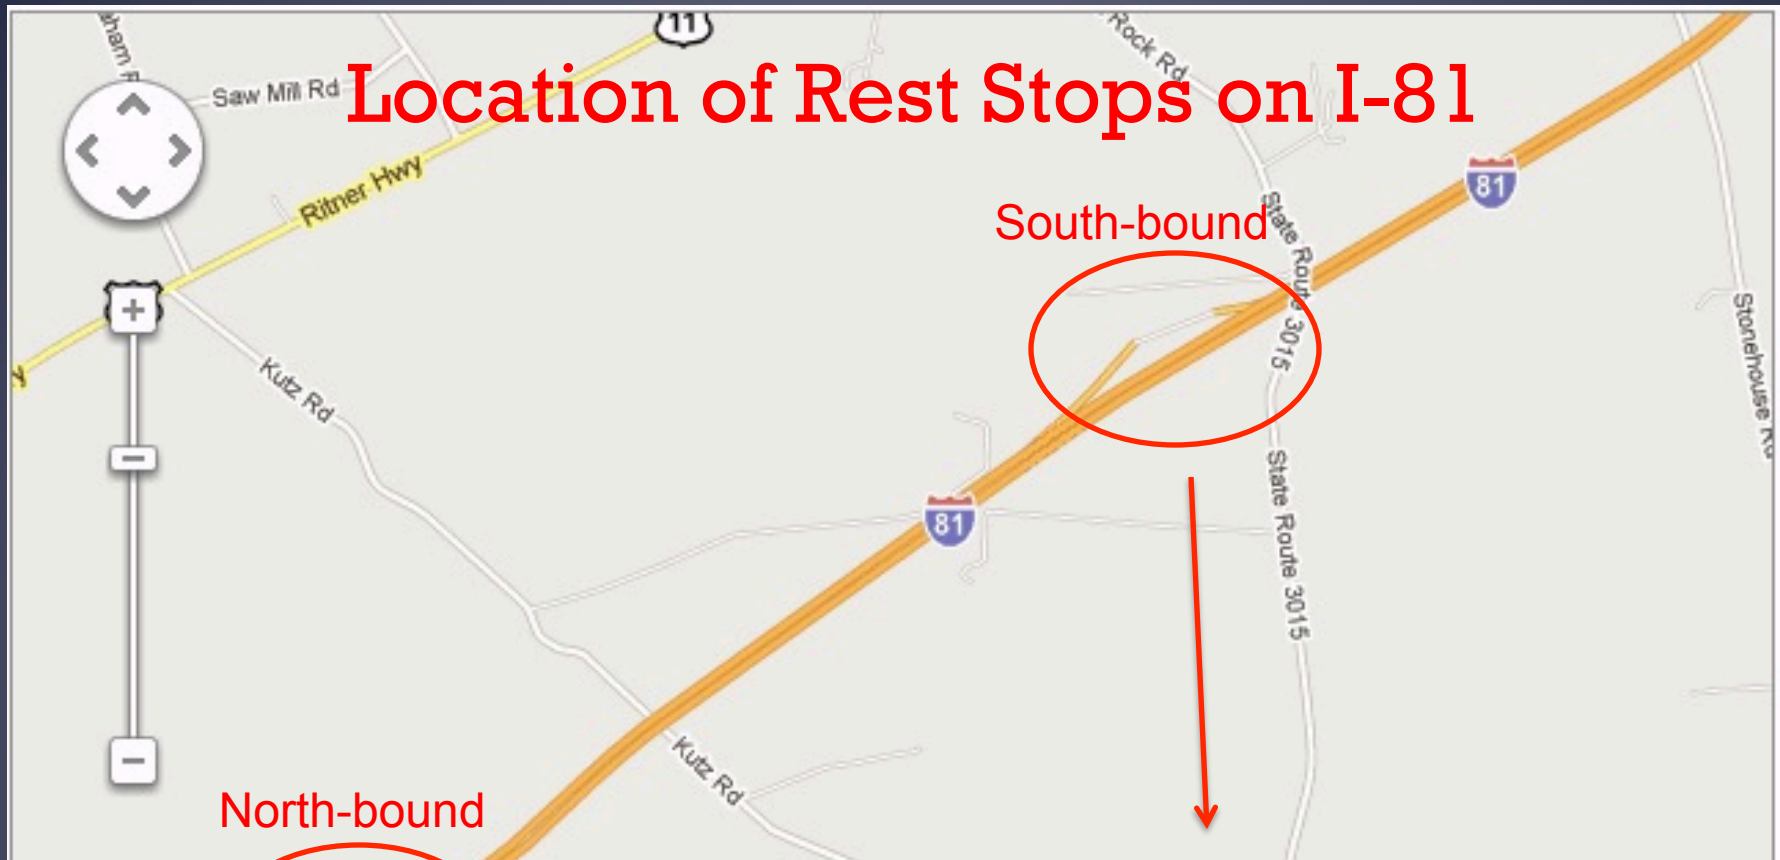 11
Rock Rd
Saw Mill Rd
Location of Rest Stops on I-81
Ritner Hwy
81
South-bound
State Route 3015
Stonehouse
Kutz Rd
State Route 3015
81
Kutz Rd
North-bound